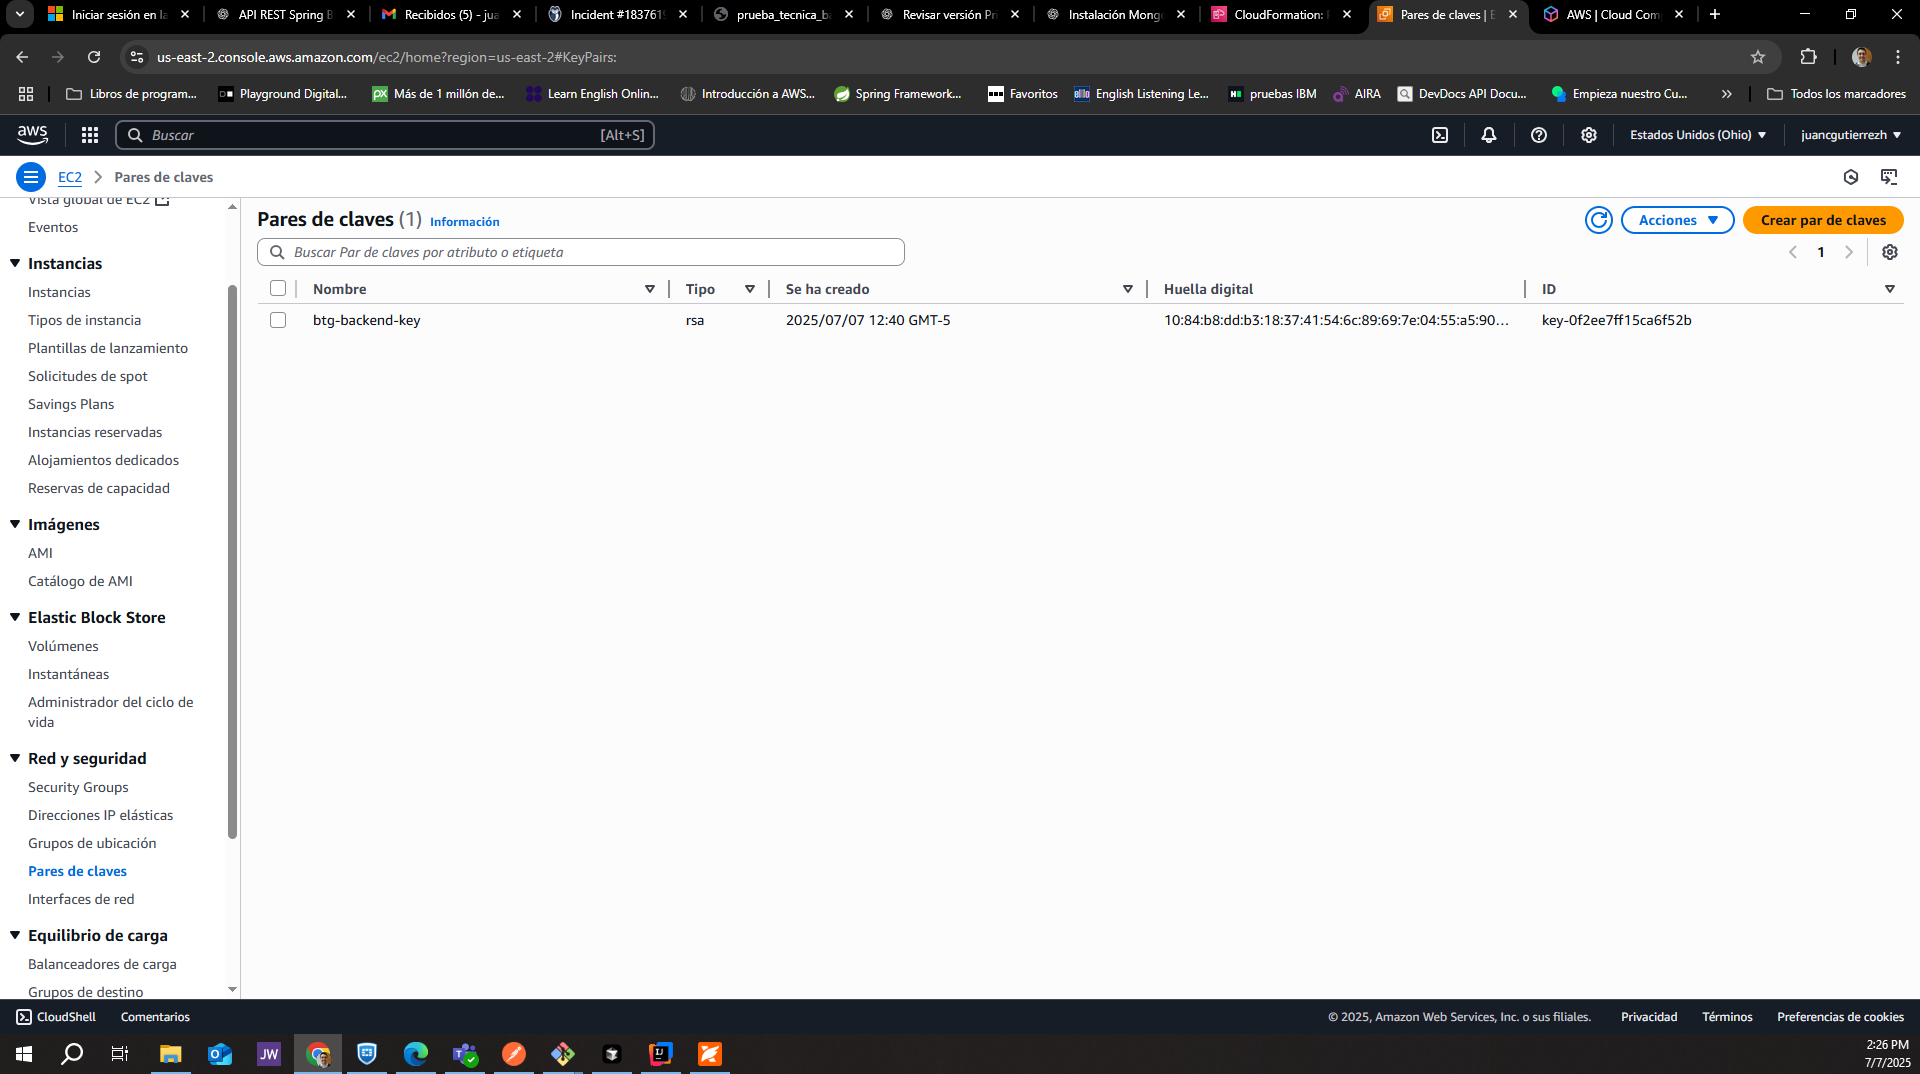 Iniciar sesión en la
API REST Spring B
Recibidos (5) - jua
Incident #1837619
prueba_tecnica_ba
Revisar versión Pri
Instalación Mongo
CloudFormation: 
Pares de claves | E
AWS | Cloud Com
us-east-2.console.aws.amazon.com/ec2/home?region=us-east-2#KeyPairs:
Libros de program...
Playground Digital...
Más de 1 millón de...
Learn English Onlin...
Introducción a AWS...
Spring Framework...
Favoritos
English Listening Le...
pruebas IBM
AIRA
DevDocs API Docu...
Empieza nuestro Cu...
Todos los marcadores
aws
Buscar
[Alt+S]
Estados Unidos (Ohio)
juancgutierrezh
EC2
Pares de claves
Vista global de EC2
Eventos
Instancias
Instancias
Tipos de instancia
Plantillas de lanzamiento
Solicitudes de spot
Savings Plans
Instancias reservadas
Alojamientos dedicados
Reservas de capacidad
Imágenes
AMI
Catálogo de AMI
Elastic Block Store
Volúmenes
Instantáneas
Administrador del ciclo de
vida
Red y seguridad
Security Groups
Direcciones IP elásticas
Grupos de ubicación
Pares de claves
Interfaces de red
Equilibrio de carga
Balanceadores de carga
Grupos de destino
Pares de claves (1) Información
Acciones
Crear par de claves
Buscar Par de claves por atributo o etiqueta
1
Nombre
Tipo
Se ha creado
Huella digital
ID
btg-backend-key
rsa
2025/07/07 12:40 GMT-5
10:84:b8:dd:b3:18:37:41:54:6c:89:69:7e:04:55:a5:90...
key-0f2ee7ff15ca6f52b
CloudShell
Comentarios
© 2025, Amazon Web Services, Inc. o sus filiales.
Privacidad
Términos
Preferencias de cookies
JW
2:26 PM
7/7/2025